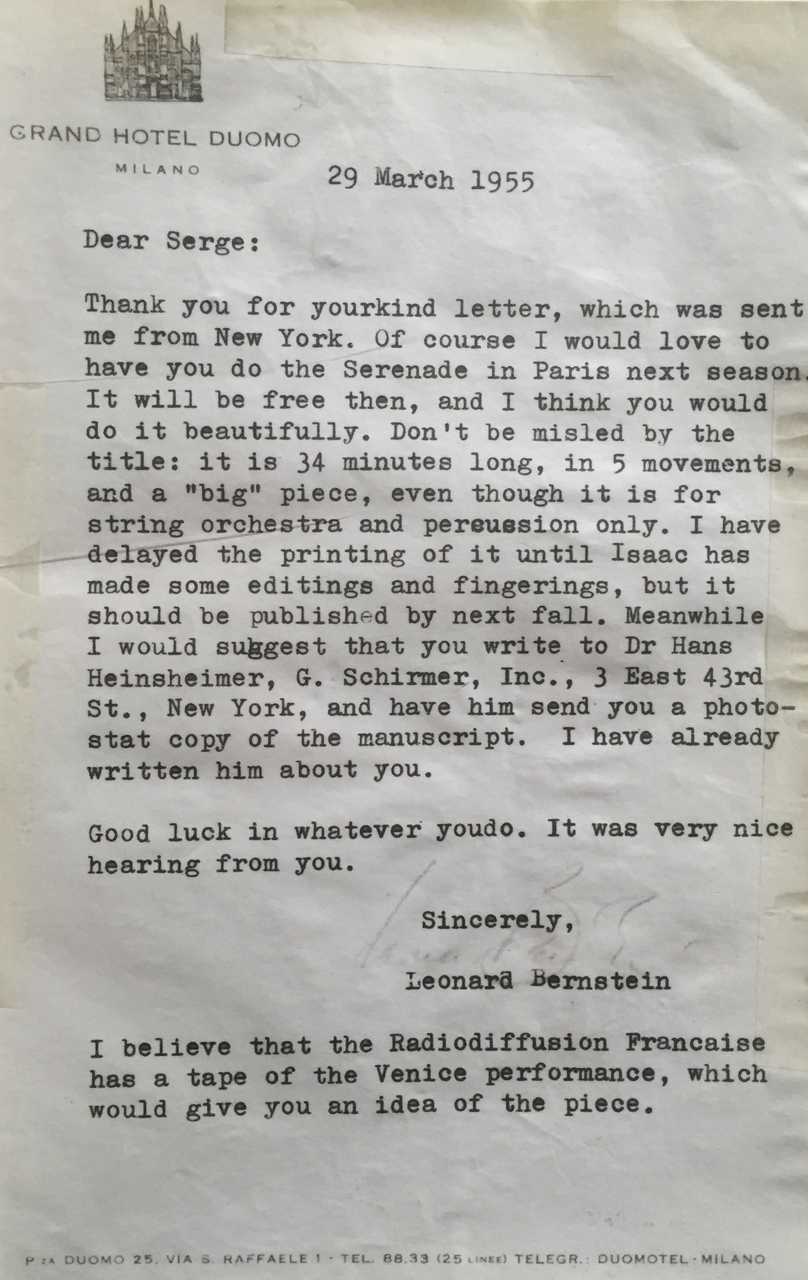 GRAND HOTEL DUOMO
MILANO
29 March 1955
Dear Serge:
Thank you for yourkind letter, which was sent
me from New York. Of course I would love to
have you do the Serenade in Paris next season.
It will be free then, and I think you would
do it beautifully. Don't be misled by the
title: it is 34 minutes long, in 5 movements,
and a "big" piece, even though it is for
string orchestra and percussion only. I have
delayed the printing of it until Isaac has
made some editings and fingerings, but it
should be published by next fall. Meanwhile
I would suggest that you write to Dr Hans
Heinsheimer, G. Schirmer, Inc., 3 East 43rd
St., New York, and have him send you a photo-
stat copy of the manuscript. I have already
written him about you.
Good luck in whatever youdo. It was very nice
hearing from you.
Sincerely,
Leonard Bernstein
I believe that the Radiodiffusion Francaise
has a tape of the Venice performance, which
would give you an idea of the piece.
P ZA DUOMO 25, VIA S. RAFFAELE 1 - TEL. 88.33 (25 LINEE) TELEGR.: DUOMOTEL - MILANO